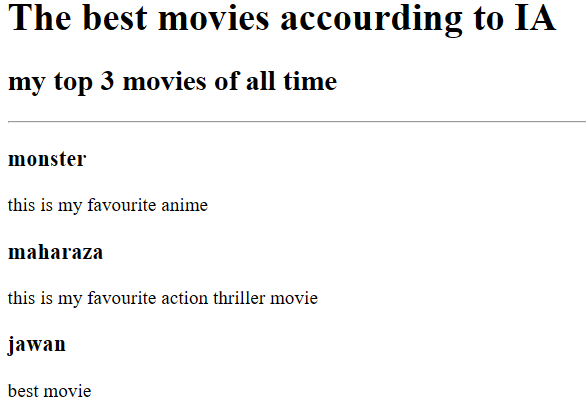 The best movies accourding to IA
my top 3 movies of all time
monster
this is my favourite anime
maharaza
this is my favourite action thriller movie
jawan
best movie